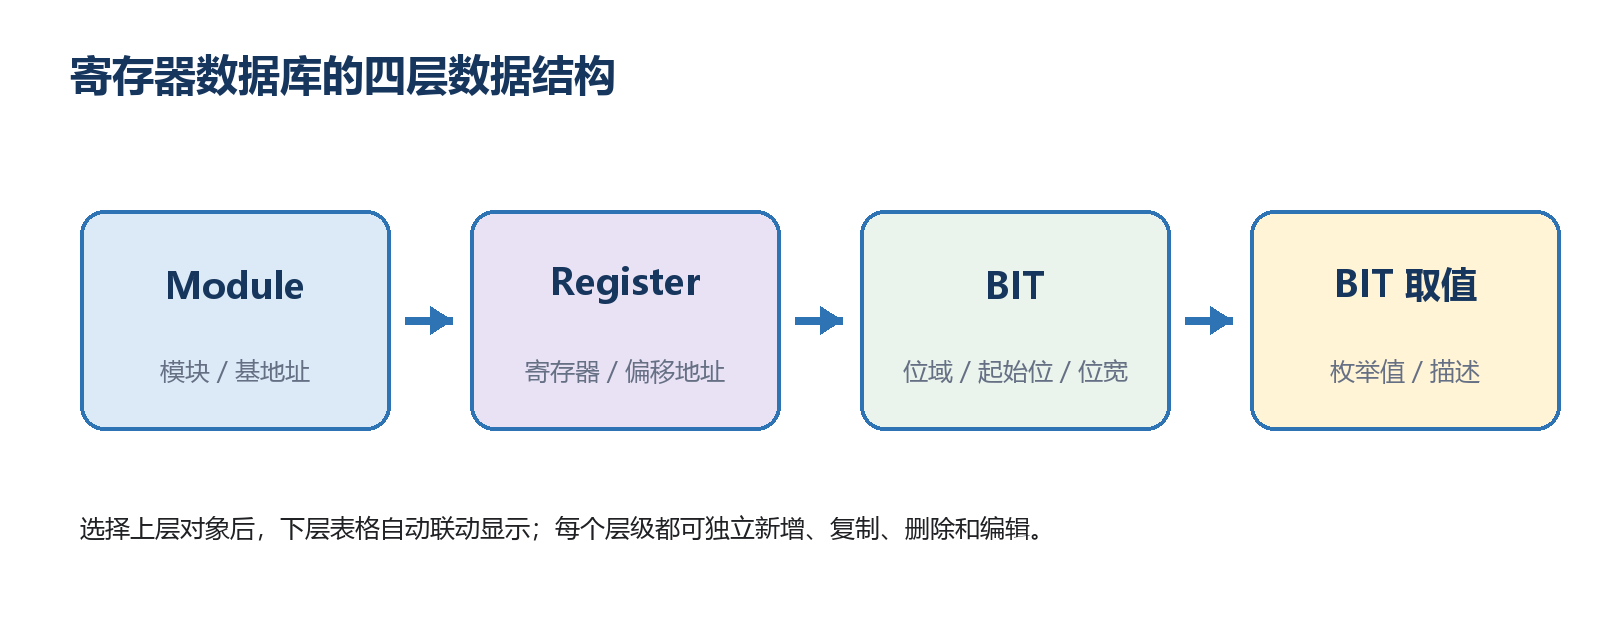 寄存器数据库的四层数据结构
Module
模块 / 基地址
Register
寄存器 / 偏移地址
BIT
位域 / 起始位 / 位宽
BIT 取值
枚举值 / 描述
选择上层对象后，下层表格自动联动显示；每个层级都可独立新增、复制、删除和编辑。